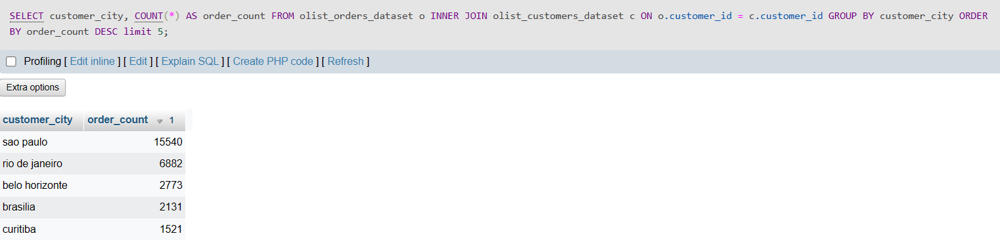 SELECT customer_city, COUNT(*) AS order_count FROM olist_orders_dataset o INNER JOIN olist_customers_dataset c ON o.customer_id = c.customer_id GROUP BY customer_city ORDER
BY order_count DESC limit 5;
Profiling [ Edit inline ] [ Edit ] [ Explain SQL ] [ Create PHP code ] [ Refresh ]
Extra options
customer_city order_count 1
sao paulo 15540
rio de janeiro 6882
belo horizonte 2773
brasilia 2131
curitiba 1521